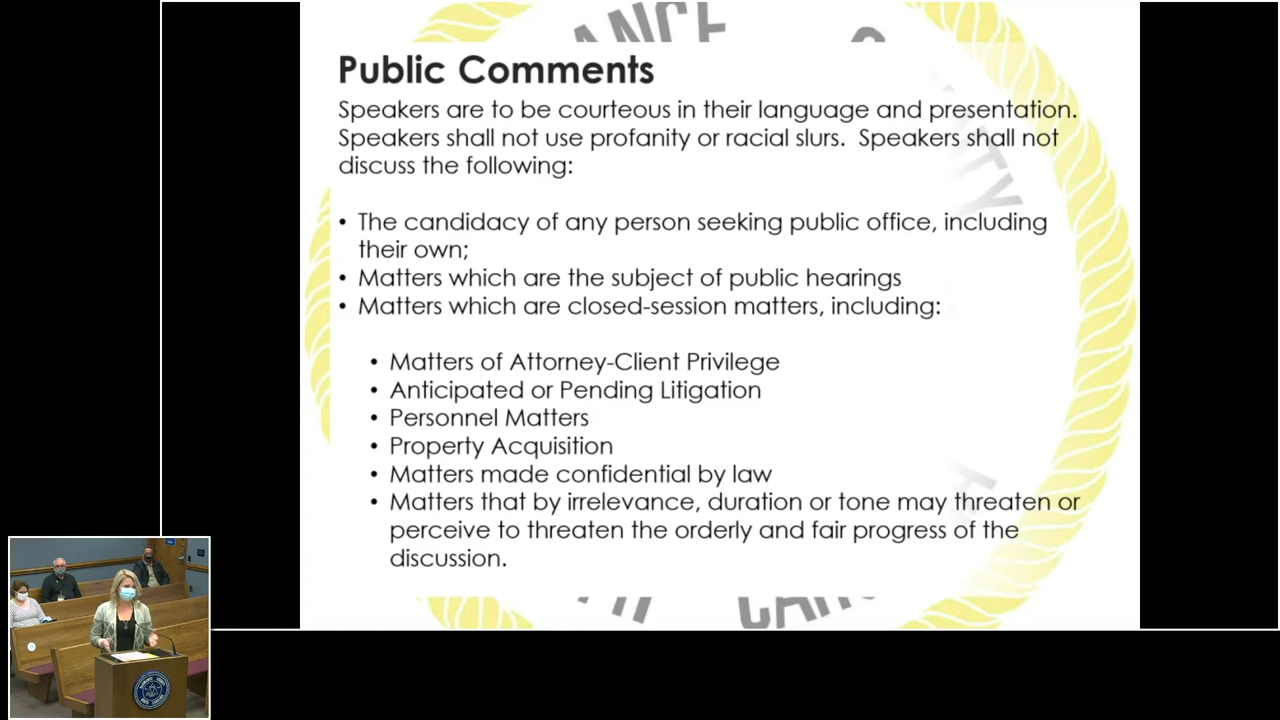 ANCE
Public Comments
Speakers are to be courteous in their language and presentation.
Speakers shall not use profanity or racial slurs.  Speakers shall not
discuss the following:
• The candidacy of any person seeking public office, including
their own;
• Matters which are the subject of public hearings
• Matters which are closed-session matters, including:
• Matters of Attorney-Client Privilege
• Anticipated or Pending Litigation
• Personnel Matters
• Property Acquisition
• Matters made confidential by law
• Matters that by irrelevance, duration or tone may threaten or
perceive to threaten the orderly and fair progress of the
discussion.